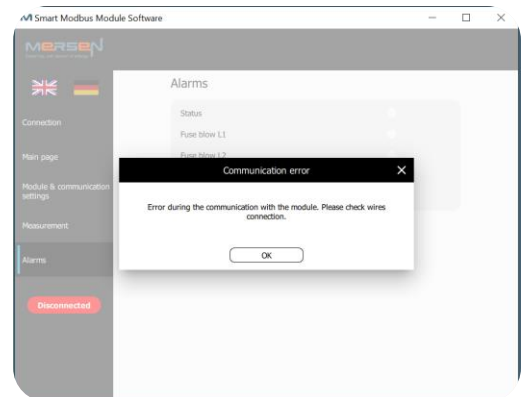 Smart Modbus Module Software
MERSEN
Alarms
Connection
Main page
Module & communication
settings
Measurement
Alarms
Disconnected
Status
Fuse blow L1
Fuse blow L2
Communication error
Error during the communication with the module. Please check wires
connection.
OK